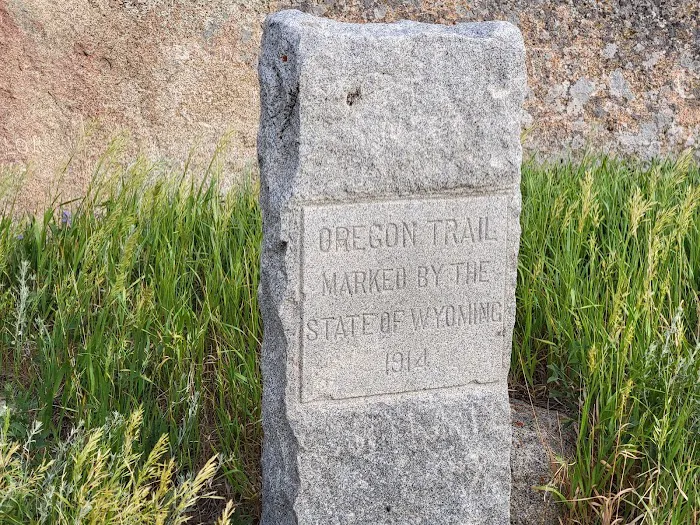 OREGON TRAIL
MARKED BY THE
STATE OF WYOMING
1914